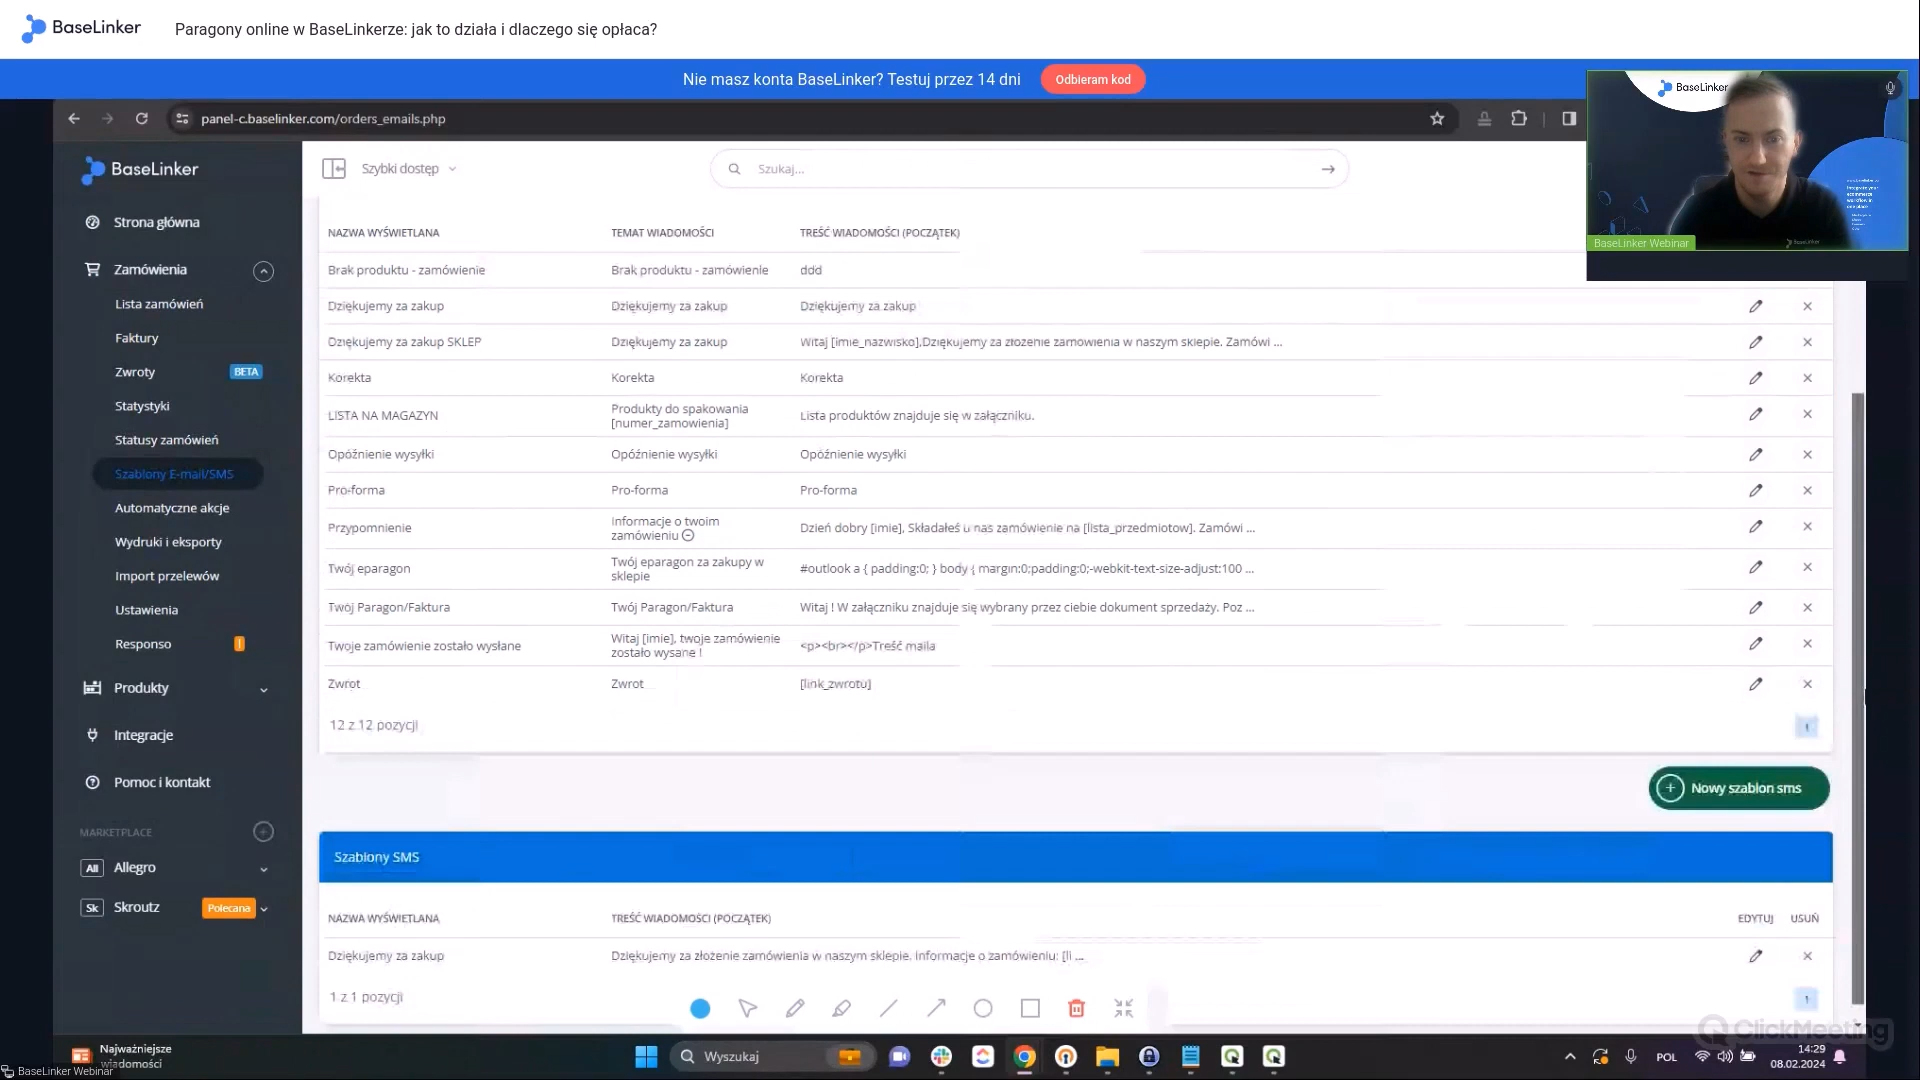 BaseLinker
Paragony online w BaseLinkerze: jak to działa i dlaczego się opłaca?
Nie masz konta BaseLinker? Testuj przez 14 dni
Odbieram kod
panel-c.baselinker.com/orders_emails.php
BaseLinker
BaseLinker Webinar
BaseLinker
Szybki dostęp
Szukaj...
Strona główna
Zamówienia
Lista zamówień
Faktury
Zwroty BETA
Statystyki
Statusy zamówień
Szablony E-mail/SMS
Automatyczne akcje
Wydruki i eksporty
Import przelewów
Ustawienia
Responso !
Produkty
Integracje
Pomoc i kontakt
MARKETPLACE
All Allegro
Sk Skroutz Polecana
NAZWA WYŚWIETLANA TEMAT WIADOMOŚCI TREŚĆ WIADOMOŚCI (POCZĄTEK)
Brak produktu - zamówienie Brak produktu - zamówienie ddd
Dziękujemy za zakup Dziękujemy za zakup Dziękujemy za zakup
Dziękujemy za zakup SKLEP Dziękujemy za zakup Witaj [imie_nazwisko],Dziękujemy za złożenie zamówienia w naszym sklepie. Zamówi ...
Korekta Korekta Korekta
LISTA NA MAGAZYN Produkty do spakowania [numer_zamowienia] Lista produktów znajduje się w załączniku.
Opóźnienie wysyłki Opóźnienie wysyłki Opóźnienie wysyłki
Pro-forma Pro-forma Pro-forma
Przypomnienie Informacje o twoim zamówieniu Dzień dobry [imie], Składałeś u nas zamówienie na [lista_przedmiotow]. Zamówi ...
Twój eparagon Twój eparagon za zakupy w sklepie #outlook a { padding:0; } body { margin:0;padding:0;-webkit-text-size-adjust:100 ...
Twój Paragon/Faktura Twój Paragon/Faktura Witaj ! W załączniku znajduje się wybrany przez ciebie dokument sprzedaży. Poz ...
Twoje zamówienie zostało wysłane Witaj [imie], twoje zamówienie zostało wysane ! <p><br></p>Treść maila
Zwrot Zwrot [link_zwrotu]
12 z 12 pozycji 1
Nowy szablon sms
Szablony SMS
NAZWA WYŚWIETLANA TREŚĆ WIADOMOŚCI (POCZĄTEK) EDYTUJ USUŃ
Dziękujemy za zakup Dziękujemy za złożenie zamówienia w naszym sklepie. Informacje o zamówieniu: [li ...
1 z 1 pozycji 1
ClickMeeting
Najważniejsze
wiadomości
Wyszukaj
POL
14:29
08.02.2024
BaseLinker Webinar